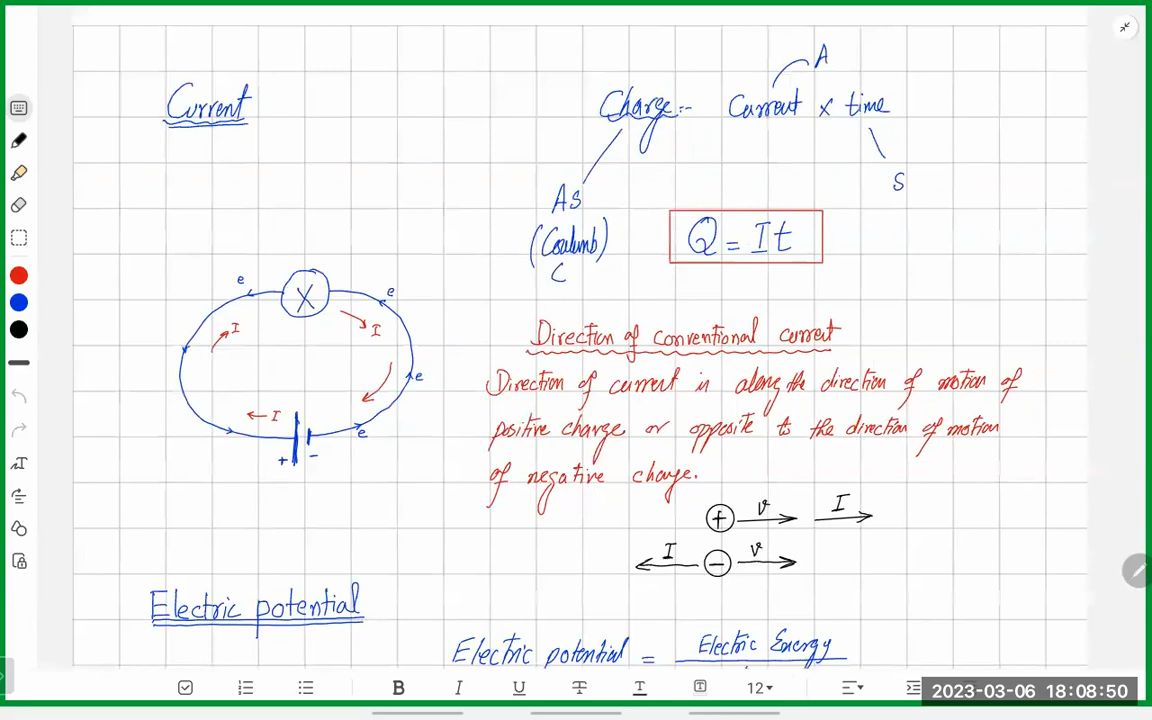 Current
Charge :- Current x time
A
S
As
(Coulumb)
C
Q = It
e
e
X
I
I
e
I
e
+ -
Direction of conventional current
Direction of current is along the direction of motion of
positive charge or opposite to the direction of motion
of negative charge.
+ v I
I - v
Electric potential
Electric potential = Electric Energy
B I U T T 12
2023-03-06 18:08:50